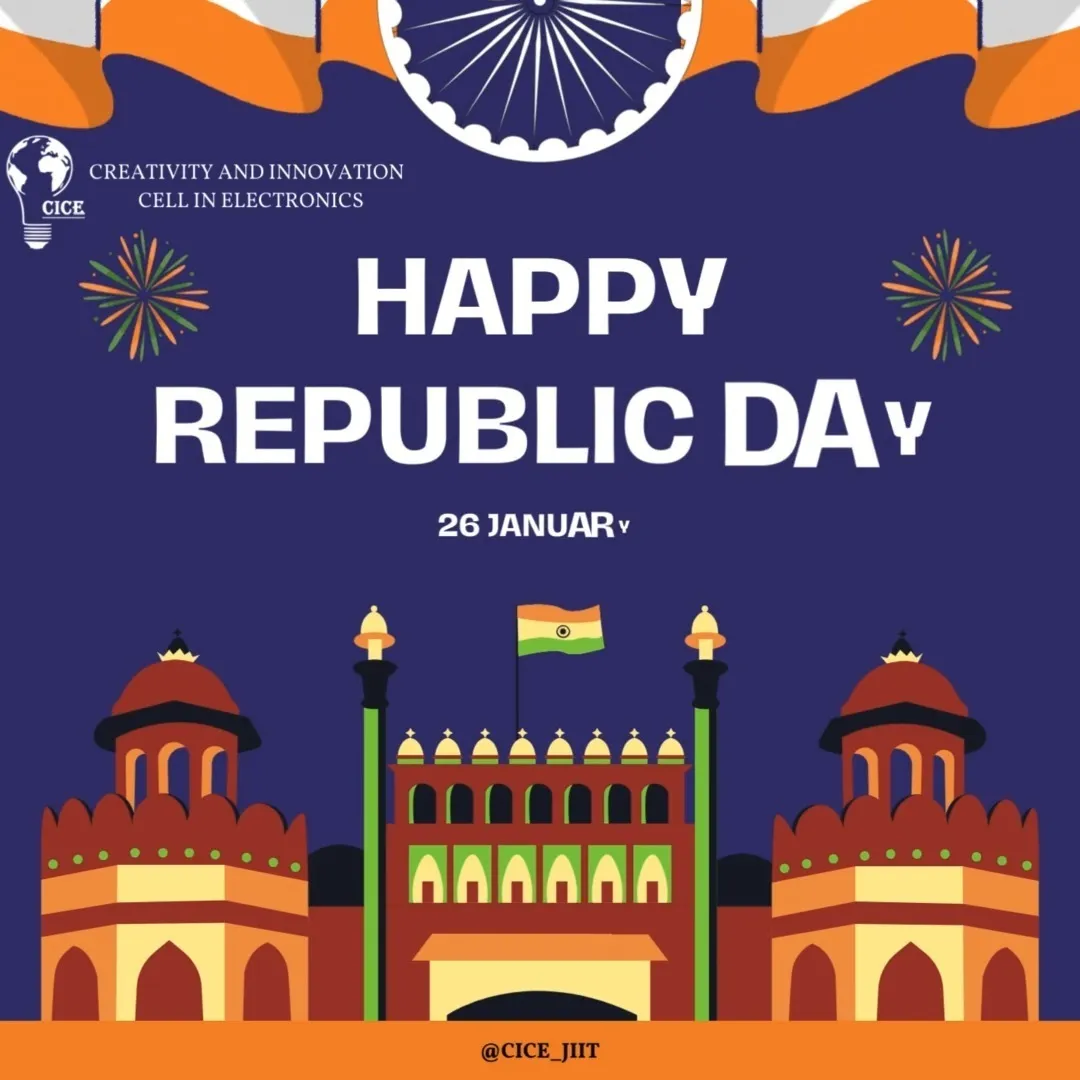 CREATIVITY AND INNOVATION
CELL IN ELECTRONICS
CICE
HAPPY
REPUBLIC DAY
26 JANUARY
@CICE_JIIT